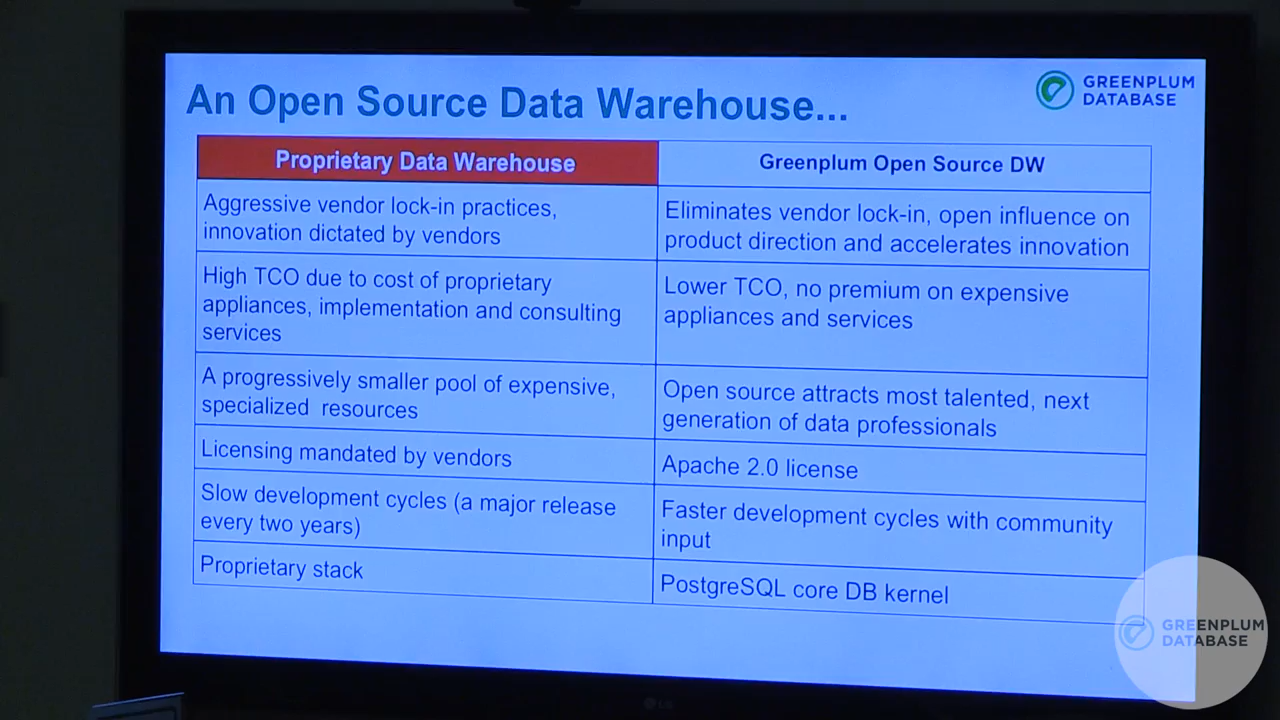 An Open Source Data Warehouse...
GREENPLUM
DATABASE
Proprietary Data Warehouse
Greenplum Open Source DW
Aggressive vendor lock-in practices,
innovation dictated by vendors
Eliminates vendor lock-in, open influence on
product direction and accelerates innovation
High TCO due to cost of proprietary
appliances, implementation and consulting
services
Lower TCO, no premium on expensive
appliances and services
A progressively smaller pool of expensive,
specialized resources
Open source attracts most talented, next
generation of data professionals
Licensing mandated by vendors
Apache 2.0 license
Slow development cycles (a major release
every two years)
Faster development cycles with community
input
Proprietary stack
PostgreSQL core DB kernel
GREENPLUM
DATABASE
LG